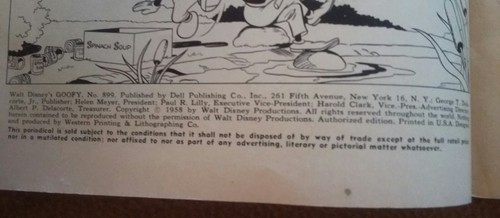 SPINACH SOUP
Walt Disney's GOOFY, No. 899. Published by Dell Publishing Co., Inc., 261 Fifth Avenue, New York 16, N. Y.; George T.
corte, Jr., Publisher; Helen Meyer, President; Paul R. Lilly, Executive Vice-President; Harold Clark, Vice-Pres.-Advertising
Albert P. Delacorte, Treasurer. Copyright © 1958 by Walt Disney Productions. All rights reserved throughout the world.
herein contained to be reproduced without the permission of Walt Disney Productions. Authorized edition. Printed in U.S.A. Designed
and produced by Western Printing & Lithographing Co.
This periodical is sold subject to the conditions that it shall not be disposed of by way of trade except at the full retail
nor in a mutilated condition; nor affixed to nor as part of any advertising, literary or pictorial matter whatsoever.